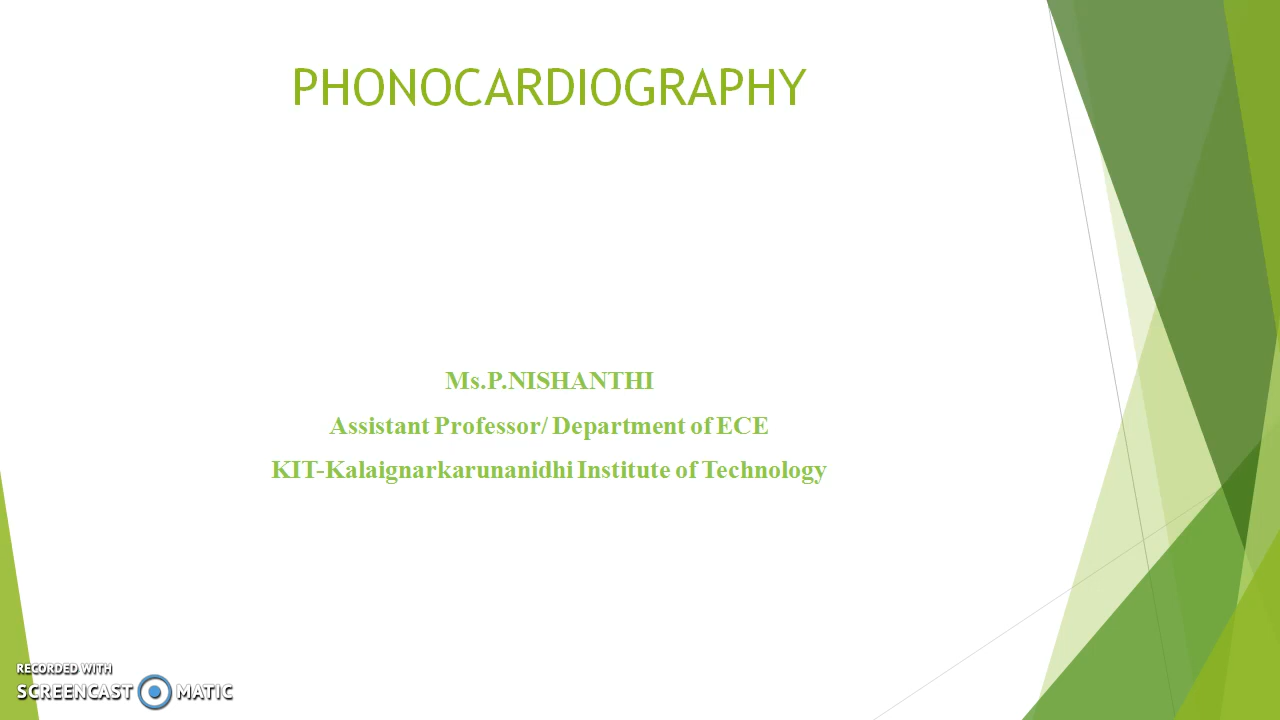 PHONOCARDIOGRAPHY
Ms.P.NISHANTHI
Assistant Professor/ Department of ECE
KIT-Kalaignarkarunanidhi Institute of Technology
RECORDED WITH
SCREENCAST MATIC